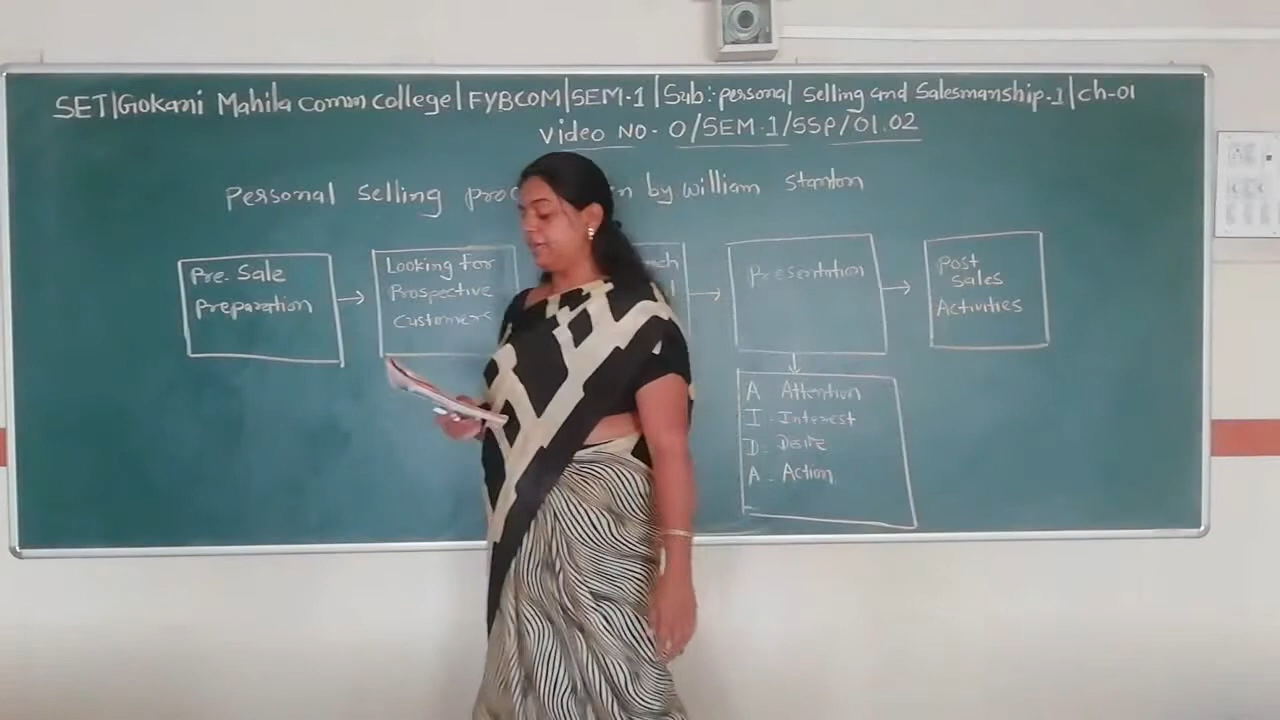 SET|Gokani Mahila Comm college|FYBCOM|SEM-1|Sub:personal selling and Salesmanship-1|ch-01
Video NO- O/SEM.1/SSP/01.02
Personal selling by william Stanton
Pre-Sale
Preparation
Looking for
Prospective
Customers
Presentation
A - Attention
I - Interest
D - Desire
A - Action
Post
Sales
Activities